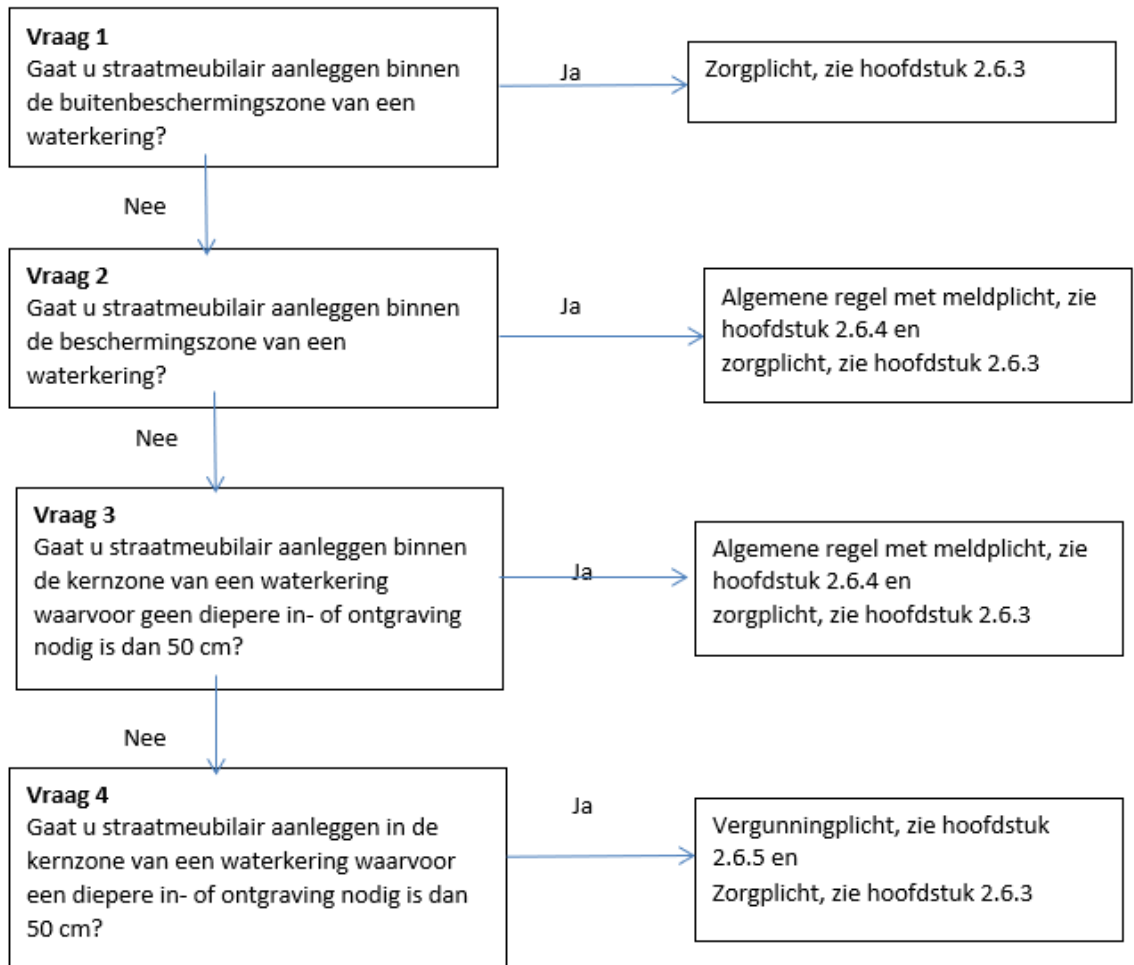 Vraag 1
Gaat u straatmeubilair aanleggen binnen
de buitenbeschermingszone van een
waterkering?
Ja
Zorgplicht, zie hoofdstuk 2.6.3
Nee
Vraag 2
Gaat u straatmeubilair aanleggen binnen
de beschermingszone van een
waterkering?
Ja
Algemene regel met meldplicht, zie
hoofdstuk 2.6.4 en
zorgplicht, zie hoofdstuk 2.6.3
Nee
Vraag 3
Gaat u straatmeubilair aanleggen binnen
de kernzone van een waterkering
waarvoor geen diepere in- of ontgraving
nodig is dan 50 cm?
Ja
Algemene regel met meldplicht, zie
hoofdstuk 2.6.4 en
zorgplicht, zie hoofdstuk 2.6.3
Nee
Vraag 4
Gaat u straatmeubilair aanleggen in de
kernzone van een waterkering waarvoor
een diepere in- of ontgraving nodig is dan
50 cm?
Ja
Vergunningplicht, zie hoofdstuk
2.6.5 en
Zorgplicht, zie hoofdstuk 2.6.3